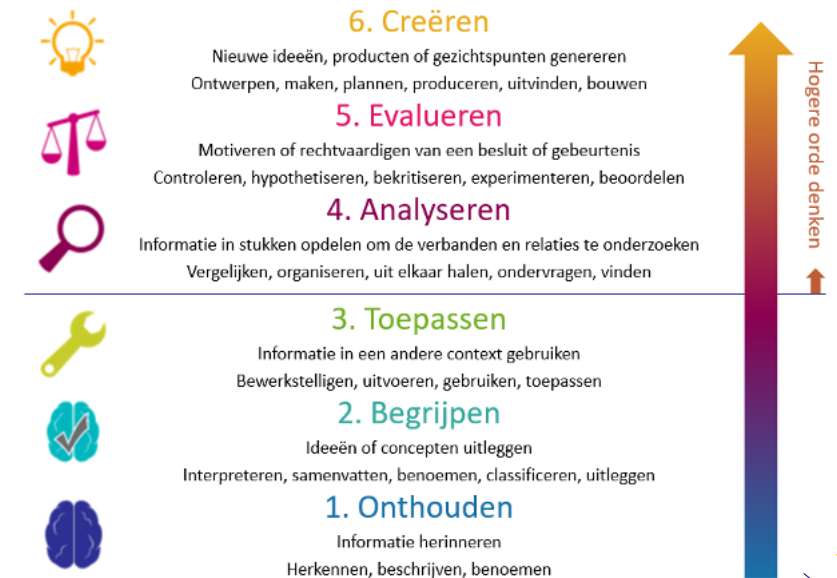 6. Creëren
Nieuwe ideeën, producten of gezichtspunten genereren
Ontwerpen, maken, plannen, produceren, uitvinden, bouwen
5. Evalueren
Motiveren of rechtvaardigen van een besluit of gebeurtenis
Controleren, hypothetiseren, bekritiseren, experimenteren, beoordelen
4. Analyseren
Informatie in stukken opdelen om de verbanden en relaties te onderzoeken
Vergelijken, organiseren, uit elkaar halen, ondervragen, vinden
3. Toepassen
Informatie in een andere context gebruiken
Bewerkstelligen, uitvoeren, gebruiken, toepassen
2. Begrijpen
Ideeën of concepten uitleggen
Interpreteren, samenvatten, benoemen, classificeren, uitleggen
1. Onthouden
Informatie herinneren
Herkennen, beschrijven, benoemen
Hogere orde denken